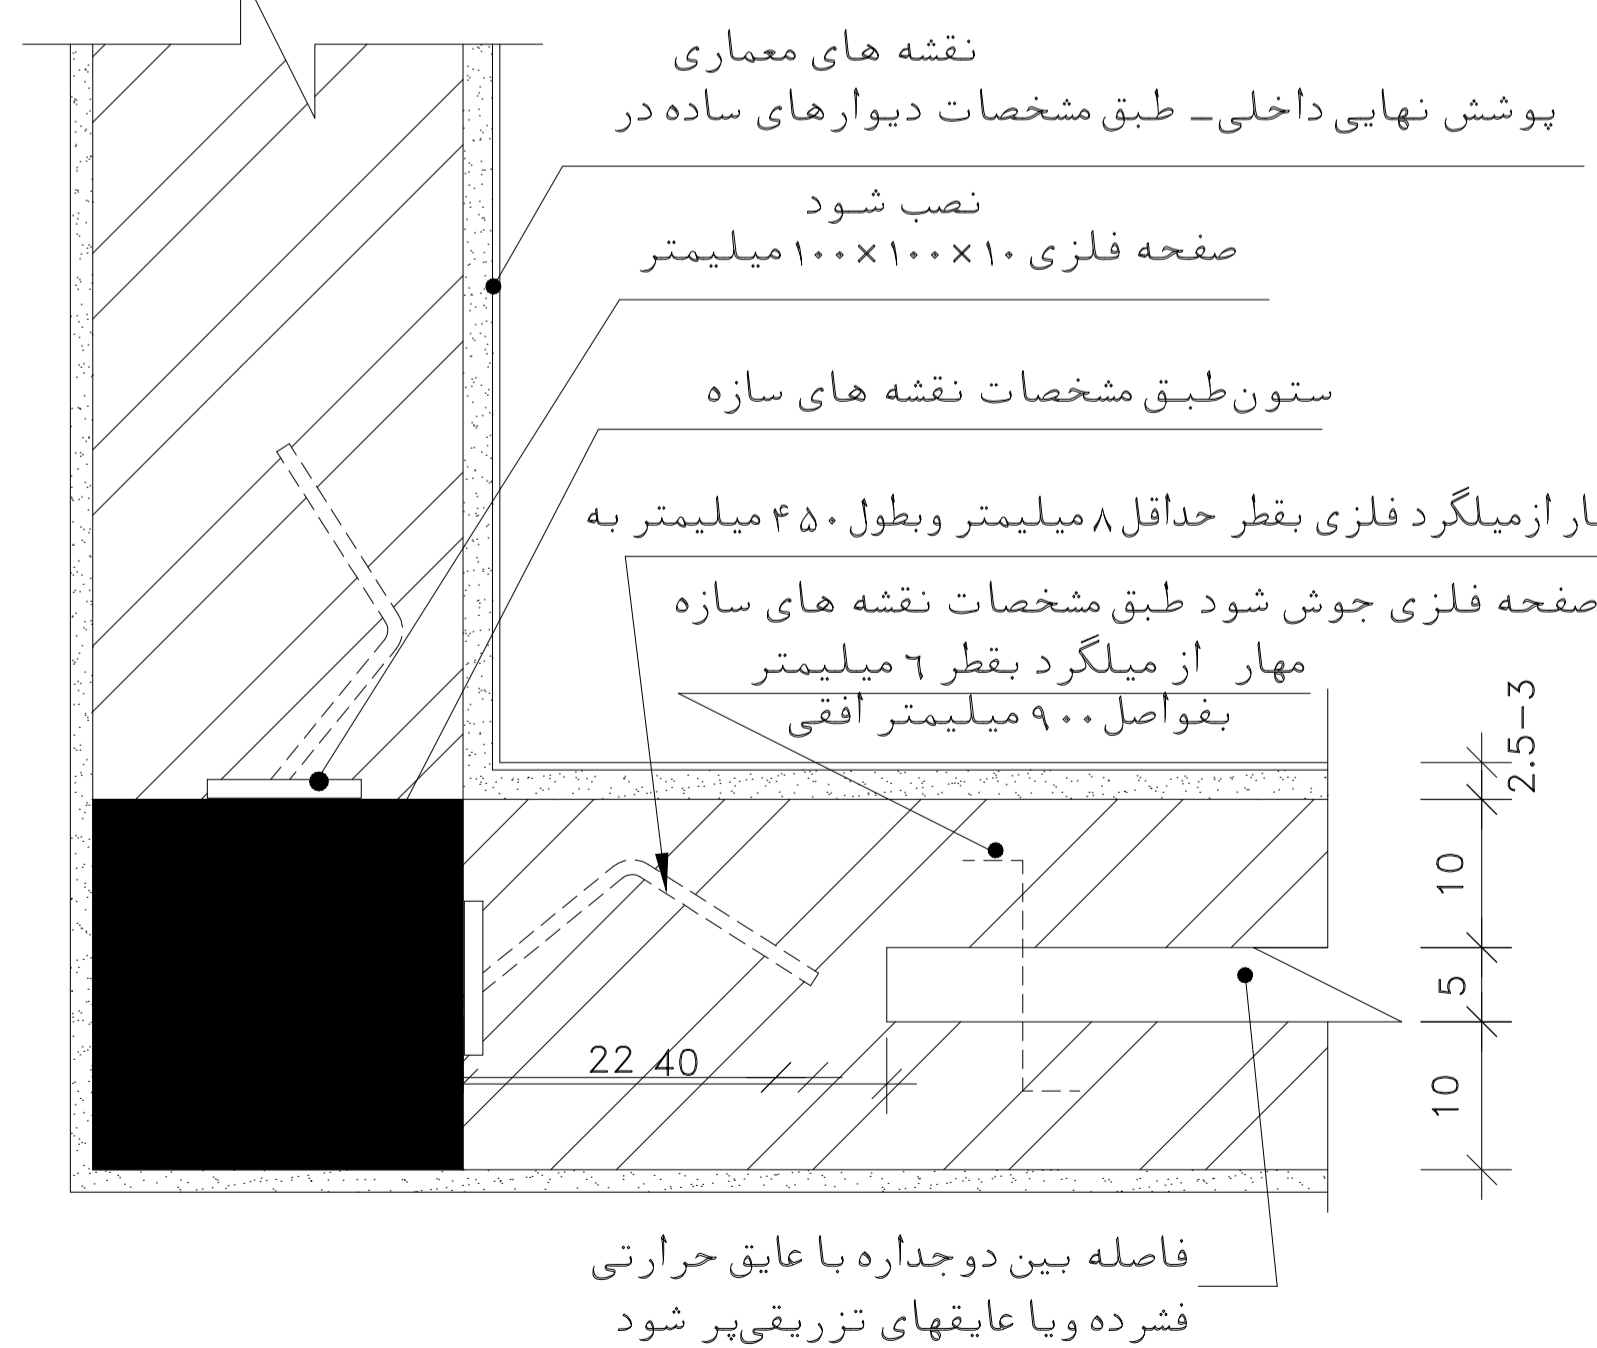 نقشه های معماری
پوشش نهایی داخلی- طبق مشخصات دیوارهای ساده در
نصب شود
صفحه فلزی ۱۰×۱۰۰×۱۰۰ میلیمتر
ستون طبق مشخصات نقشه های سازه
ار از میلگرد فلزی بقطر حداقل ۸ میلیمتر وبطول ۴۵۰ میلیمتر به
صفحه فلزی جوش شود طبق مشخصات نقشه های سازه
مهار از میلگرد بقطر ٦ میلیمتر
بفواصل ۹۰۰ میلیمتر افقی
2.5-3
10
5
10
22 40
فاصله بین دوجداره با عایق حرارتی
فشرده ویا عایقهای تزریقی پر شود